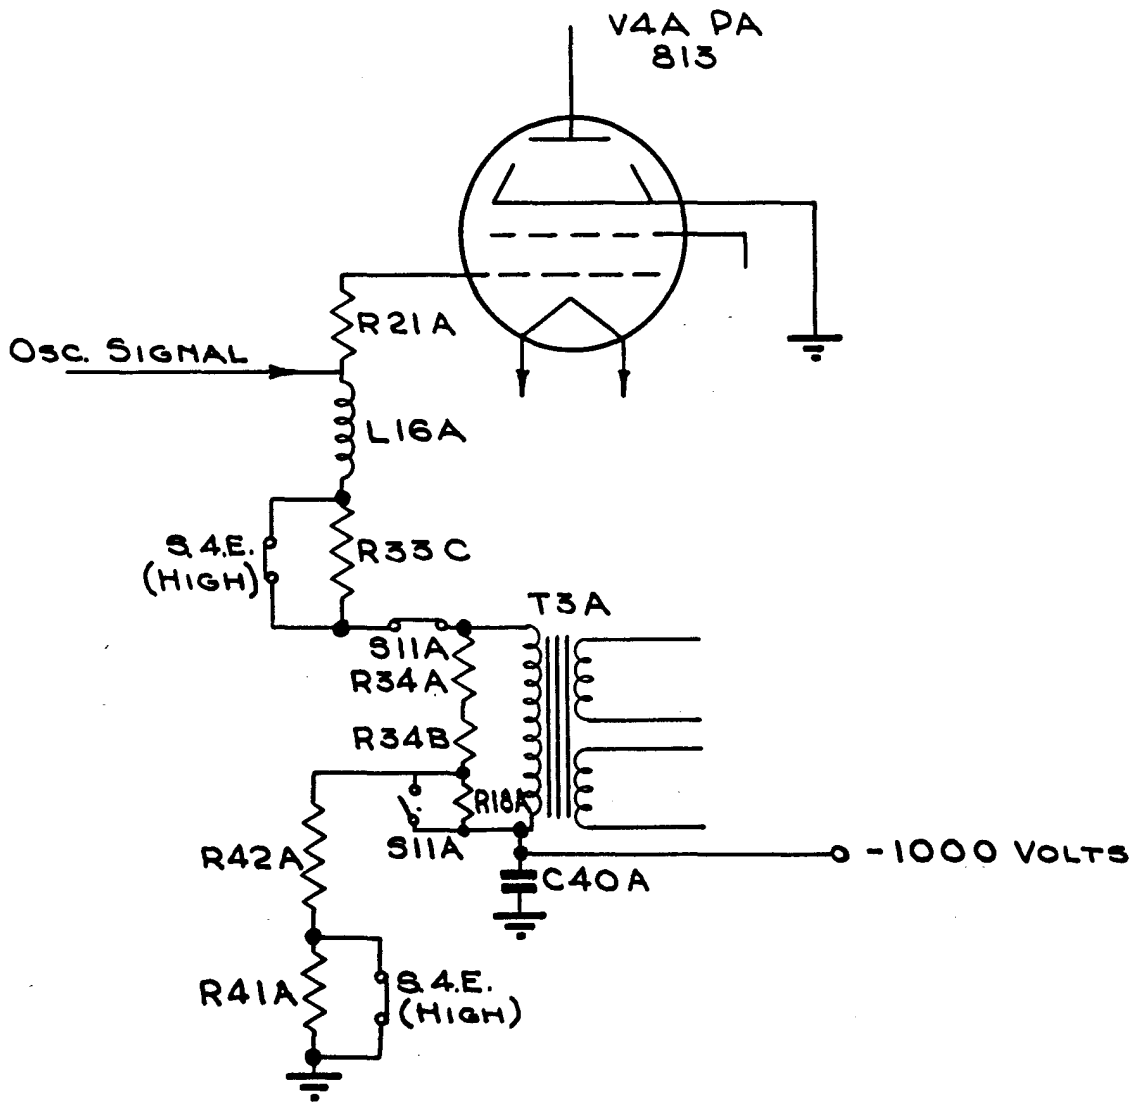 V4A PA
813
R21A
OSC. SIGNAL
L16A
S.4.E.
(HIGH)
R33C
T3A
S11A
R34A
R34B
R18A
S11A
R42A
-1000 VOLTS
C40A
R41A
S.4.E.
(HIGH)